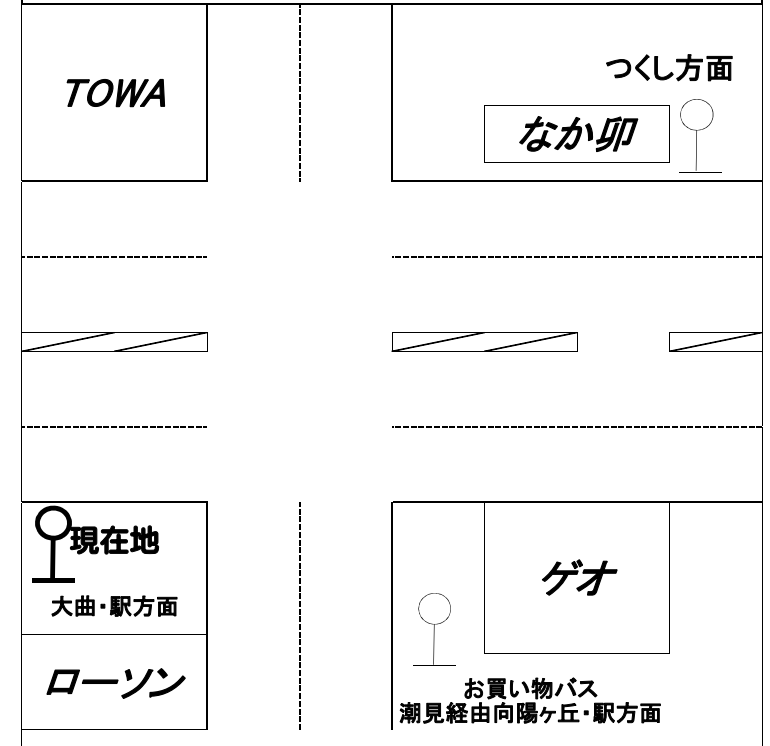 TOWA
つくし方面
なか卯
現在地
大曲・駅方面
ローソン
ゲオ
お買い物バス
潮見経由向陽ヶ丘・駅方面